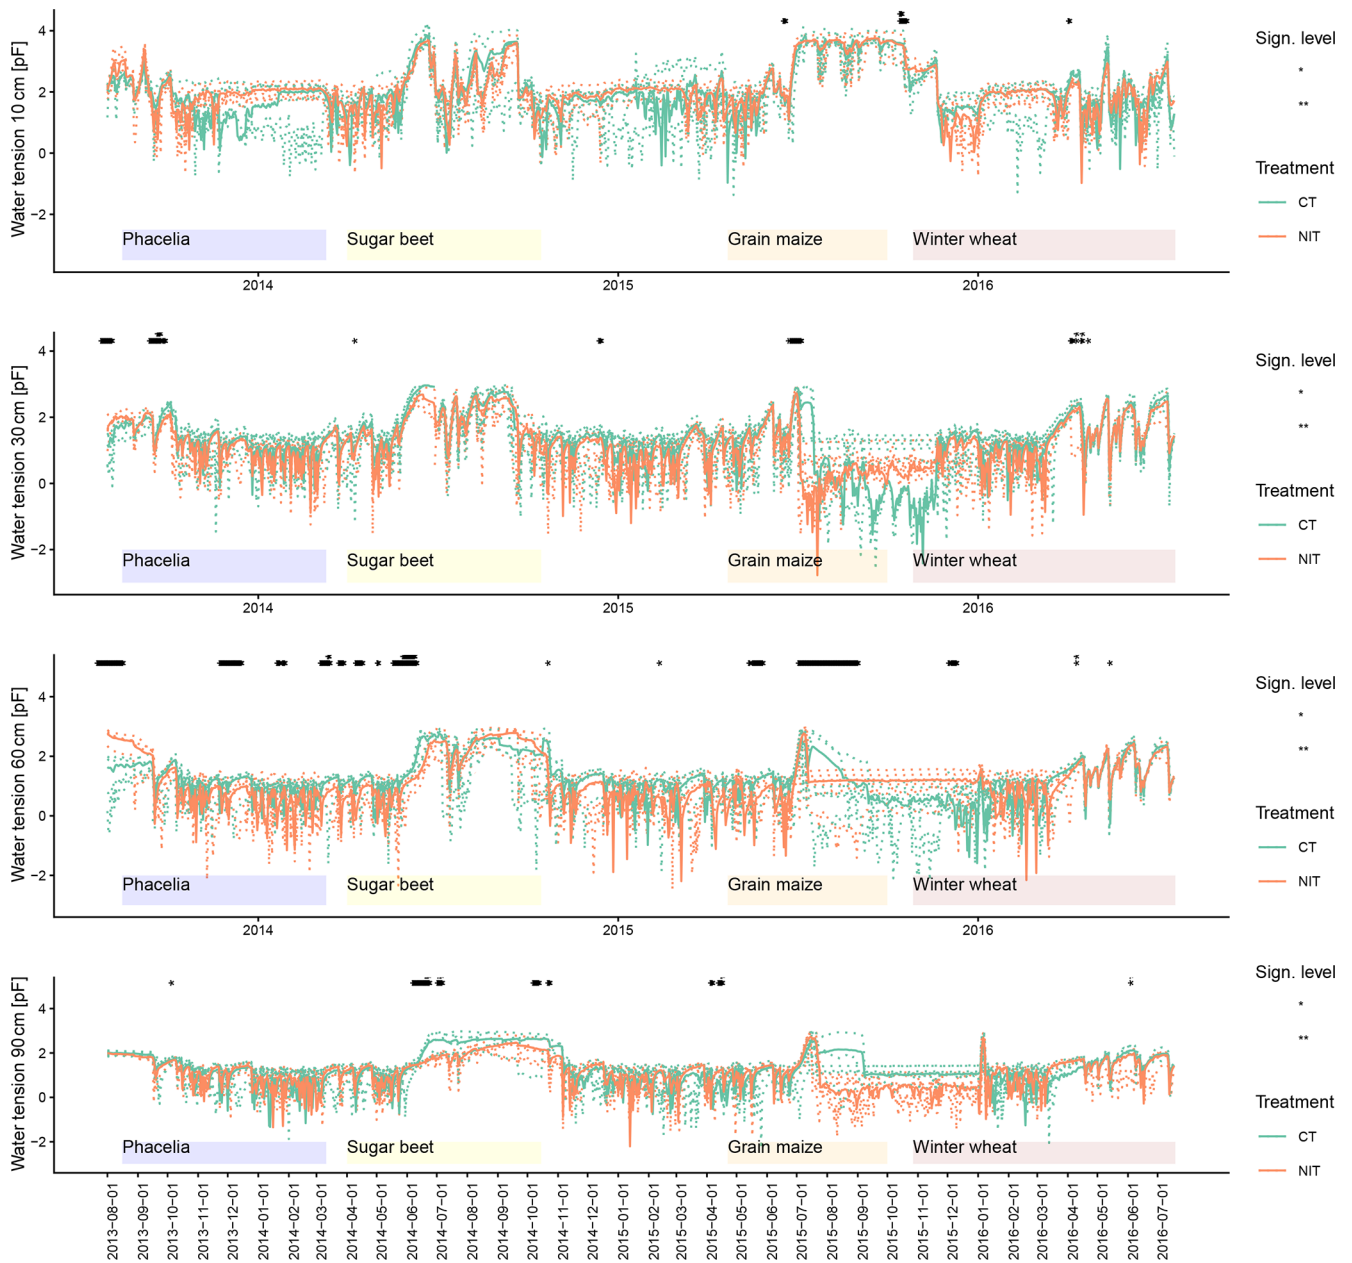 Water tension 10 cm [pF]
4
2
0
−2
Phacelia
Sugar beet
Grain maize
Winter wheat
2014
2015
2016
Sign. level
*
**
Treatment
CT
NIT
Water tension 30 cm [pF]
4
2
0
−2
Phacelia
Sugar beet
Grain maize
Winter wheat
2014
2015
2016
Sign. level
*
**
Treatment
CT
NIT
Water tension 60 cm [pF]
4
2
0
−2
Phacelia
Sugar beet
Grain maize
Winter wheat
2014
2015
2016
Sign. level
*
**
Treatment
CT
NIT
Water tension 90 cm [pF]
4
2
0
−2
Phacelia
Sugar beet
Grain maize
Winter wheat
Sign. level
*
**
Treatment
CT
NIT
2013−08−01
2013−09−01
2013−10−01
2013−11−01
2013−12−01
2014−01−01
2014−02−01
2014−03−01
2014−04−01
2014−05−01
2014−06−01
2014−07−01
2014−08−01
2014−09−01
2014−10−01
2014−11−01
2014−12−01
2015−01−01
2015−02−01
2015−03−01
2015−04−01
2015−05−01
2015−06−01
2015−07−01
2015−08−01
2015−09−01
2015−10−01
2015−11−01
2015−12−01
2016−01−01
2016−02−01
2016−03−01
2016−04−01
2016−05−01
2016−06−01
2016−07−01